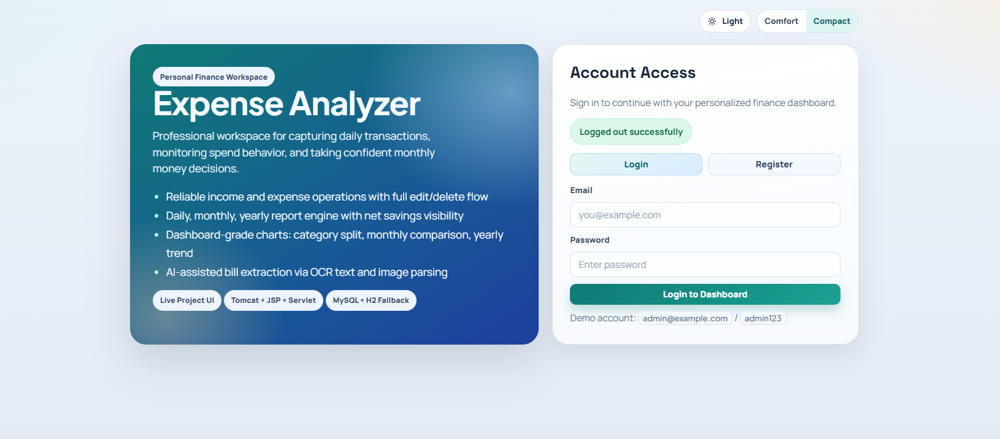 Light
Comfort
Compact
Personal Finance Workspace
Expense Analyzer
Professional workspace for capturing daily transactions,
monitoring spend behavior, and taking confident monthly
money decisions.
• Reliable income and expense operations with full edit/delete flow
• Daily, monthly, yearly report engine with net savings visibility
• Dashboard-grade charts: category split, monthly comparison, yearly
trend
• AI-assisted bill extraction via OCR text and image parsing
Live Project UI
Tomcat + JSP + Servlet
MySQL + H2 Fallback
Account Access
Sign in to continue with your personalized finance dashboard.
Logged out successfully
Login
Register
Email
you@example.com
Password
Enter password
Login to Dashboard
Demo account: admin@example.com / admin123